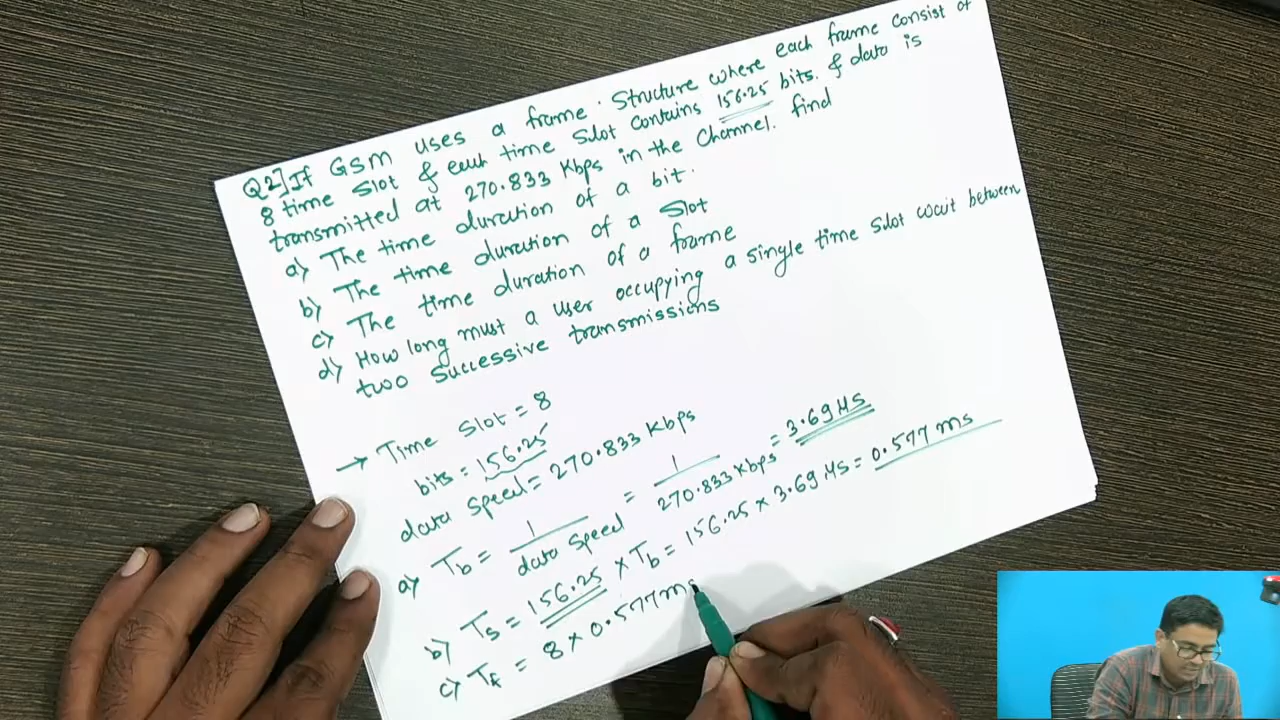 Q2] If GSM uses a frame. Structure where each frame consist of
8 time slot & each time slot contains 156.25 bits. & data is
transmitted at 270.833 Kbps in the Channel. find
a) The time duration of a bit.
b) The time duration of a slot
c) The time duration of a frame
d) How long must a user occupying a single time slot wait between
two successive transmissions
→ Time slot = 8
bits = 156.25
data speed = 270.833 Kbps
a) Tb = 1 / data speed = 1 / 270.833 Kbps = 3.69 µs
b) Ts = 156.25 × Tb = 156.25 × 3.69 µs = 0.577 ms
c) Tf = 8 × 0.577 ms